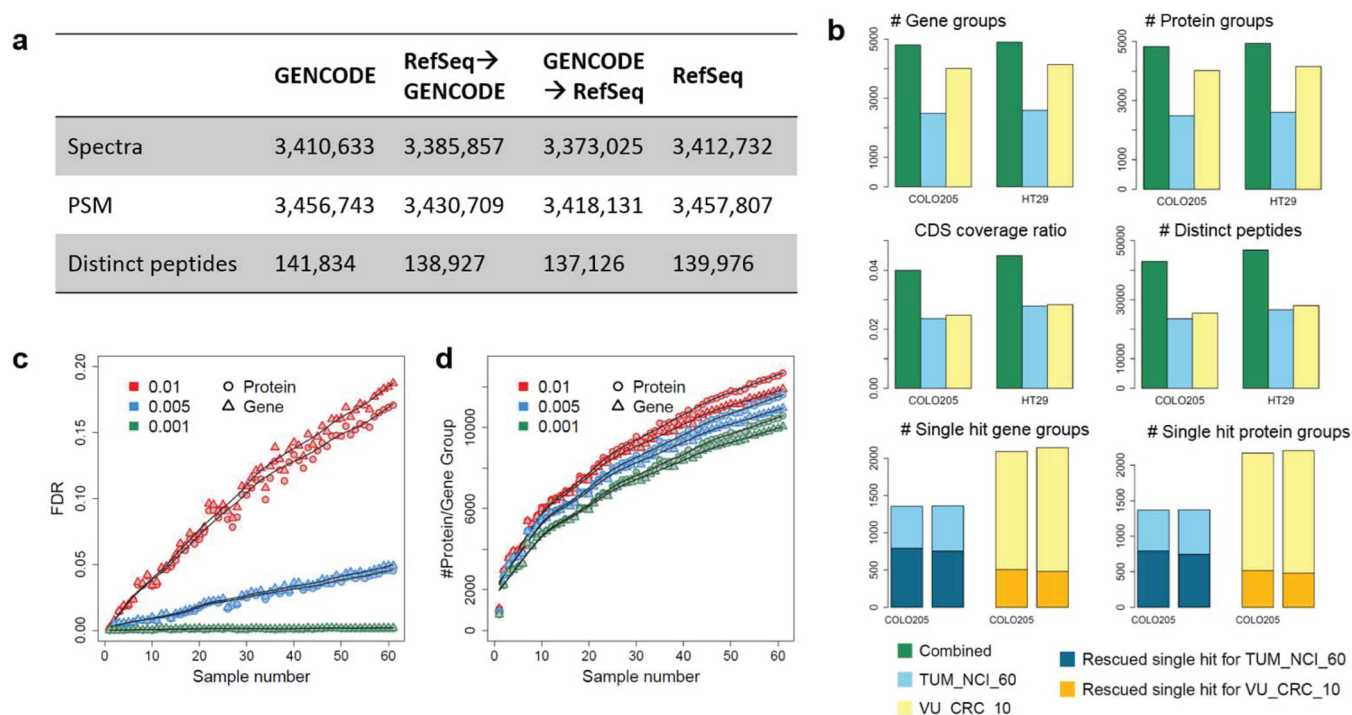 a
GENCODE RefSeq→ GENCODE GENCODE → RefSeq RefSeq
Spectra 3,410,633 3,385,857 3,373,025 3,412,732
PSM 3,456,743 3,430,709 3,418,131 3,457,807
Distinct peptides 141,834 138,927 137,126 139,976
b
# Gene groups
0 1000 3000 5000
COLO205 HT29
# Protein groups
0 1000 3000 5000
COLO205 HT29
CDS coverage ratio
0.00 0.02 0.04
COLO205 HT29
# Distinct peptides
0 10000 30000 50000
COLO205 HT29
# Single hit gene groups
0 500 1000 1500 2000
COLO205 COLO205
# Single hit protein groups
0 500 1000 1500 2000
COLO205 COLO205
Combined
TUM_NCI_60
VU_CRC_10
Rescued single hit for TUM_NCI_60
Rescued single hit for VU_CRC_10
c
FDR
0.00 0.05 0.10 0.15 0.20
0.01 Protein
0.005 Gene
0.001
0 10 20 30 40 50 60
Sample number
d
#Protein/Gene Group
0 2000 6000 10000
0.01 Protein
0.005 Gene
0.001
0 10 20 30 40 50 60
Sample number